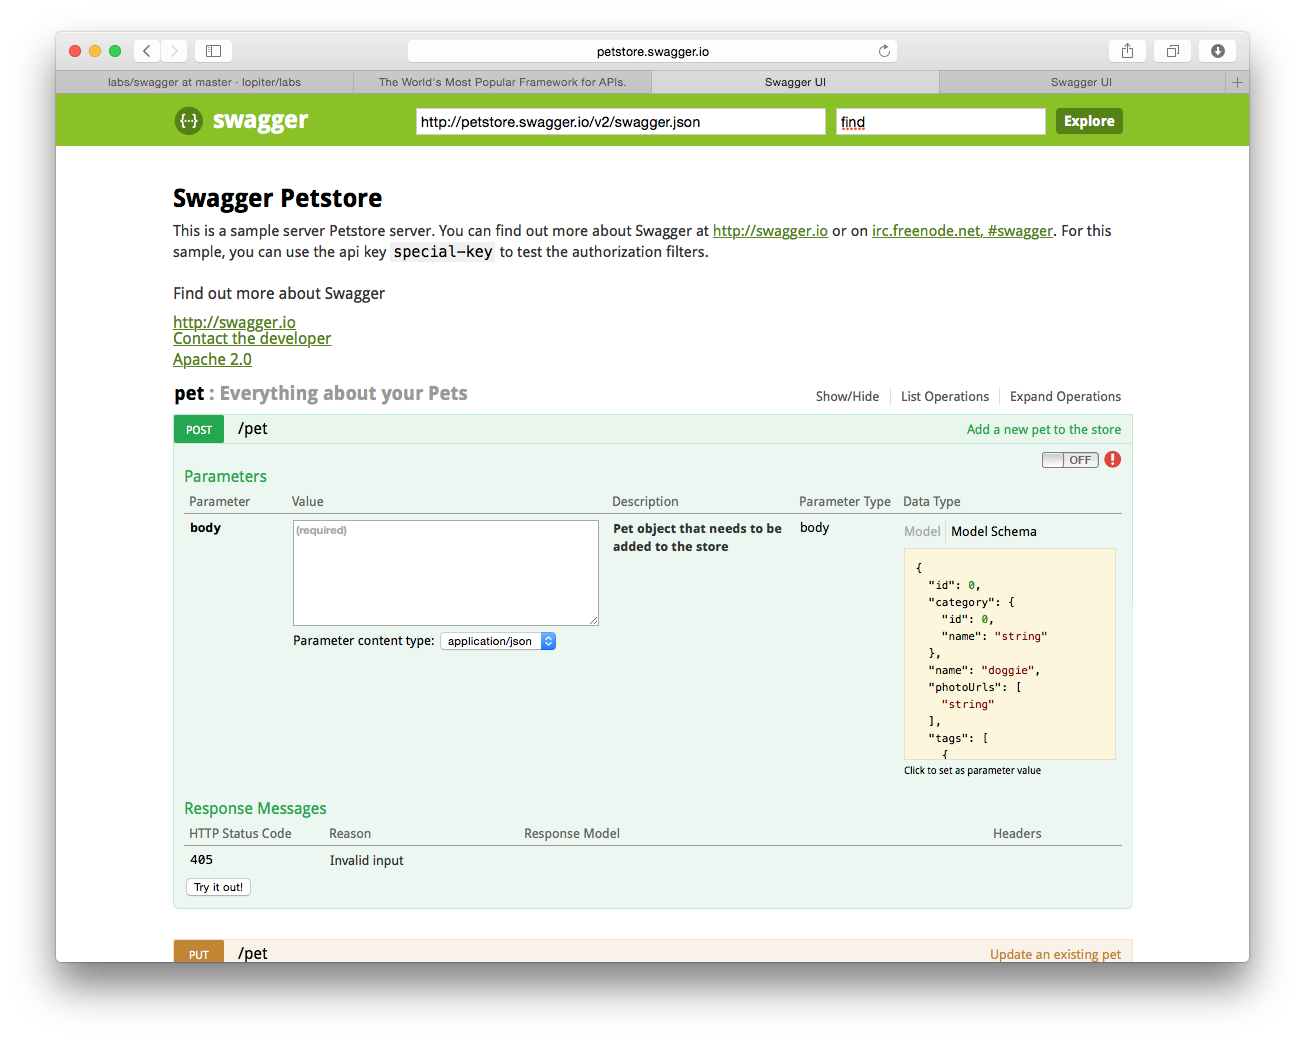 petstore.swagger.io
labs/swagger at master · lopiter/labs
The World's Most Popular Framework for APIs.
Swagger UI
Swagger UI
{···} swagger
http://petstore.swagger.io/v2/swagger.json
find
Explore
Swagger Petstore
This is a sample server Petstore server. You can find out more about Swagger at http://swagger.io or on irc.freenode.net, #swagger. For this
sample, you can use the api key special-key to test the authorization filters.
Find out more about Swagger
http://swagger.io
Contact the developer
Apache 2.0
pet : Everything about your Pets
Show/Hide
List Operations
Expand Operations
POST /pet
Add a new pet to the store
OFF
!
Parameters
Parameter Value Description Parameter Type Data Type
body
(required)
Pet object that needs to be
added to the store
body
Model Model Schema
{
"id": 0,
"category": {
"id": 0,
"name": "string"
},
"name": "doggie",
"photoUrls": [
"string"
],
"tags": [
{
Click to set as parameter value
Parameter content type: application/json
Response Messages
HTTP Status Code Reason Response Model Headers
405 Invalid input
Try it out!
PUT /pet
Update an existing pet